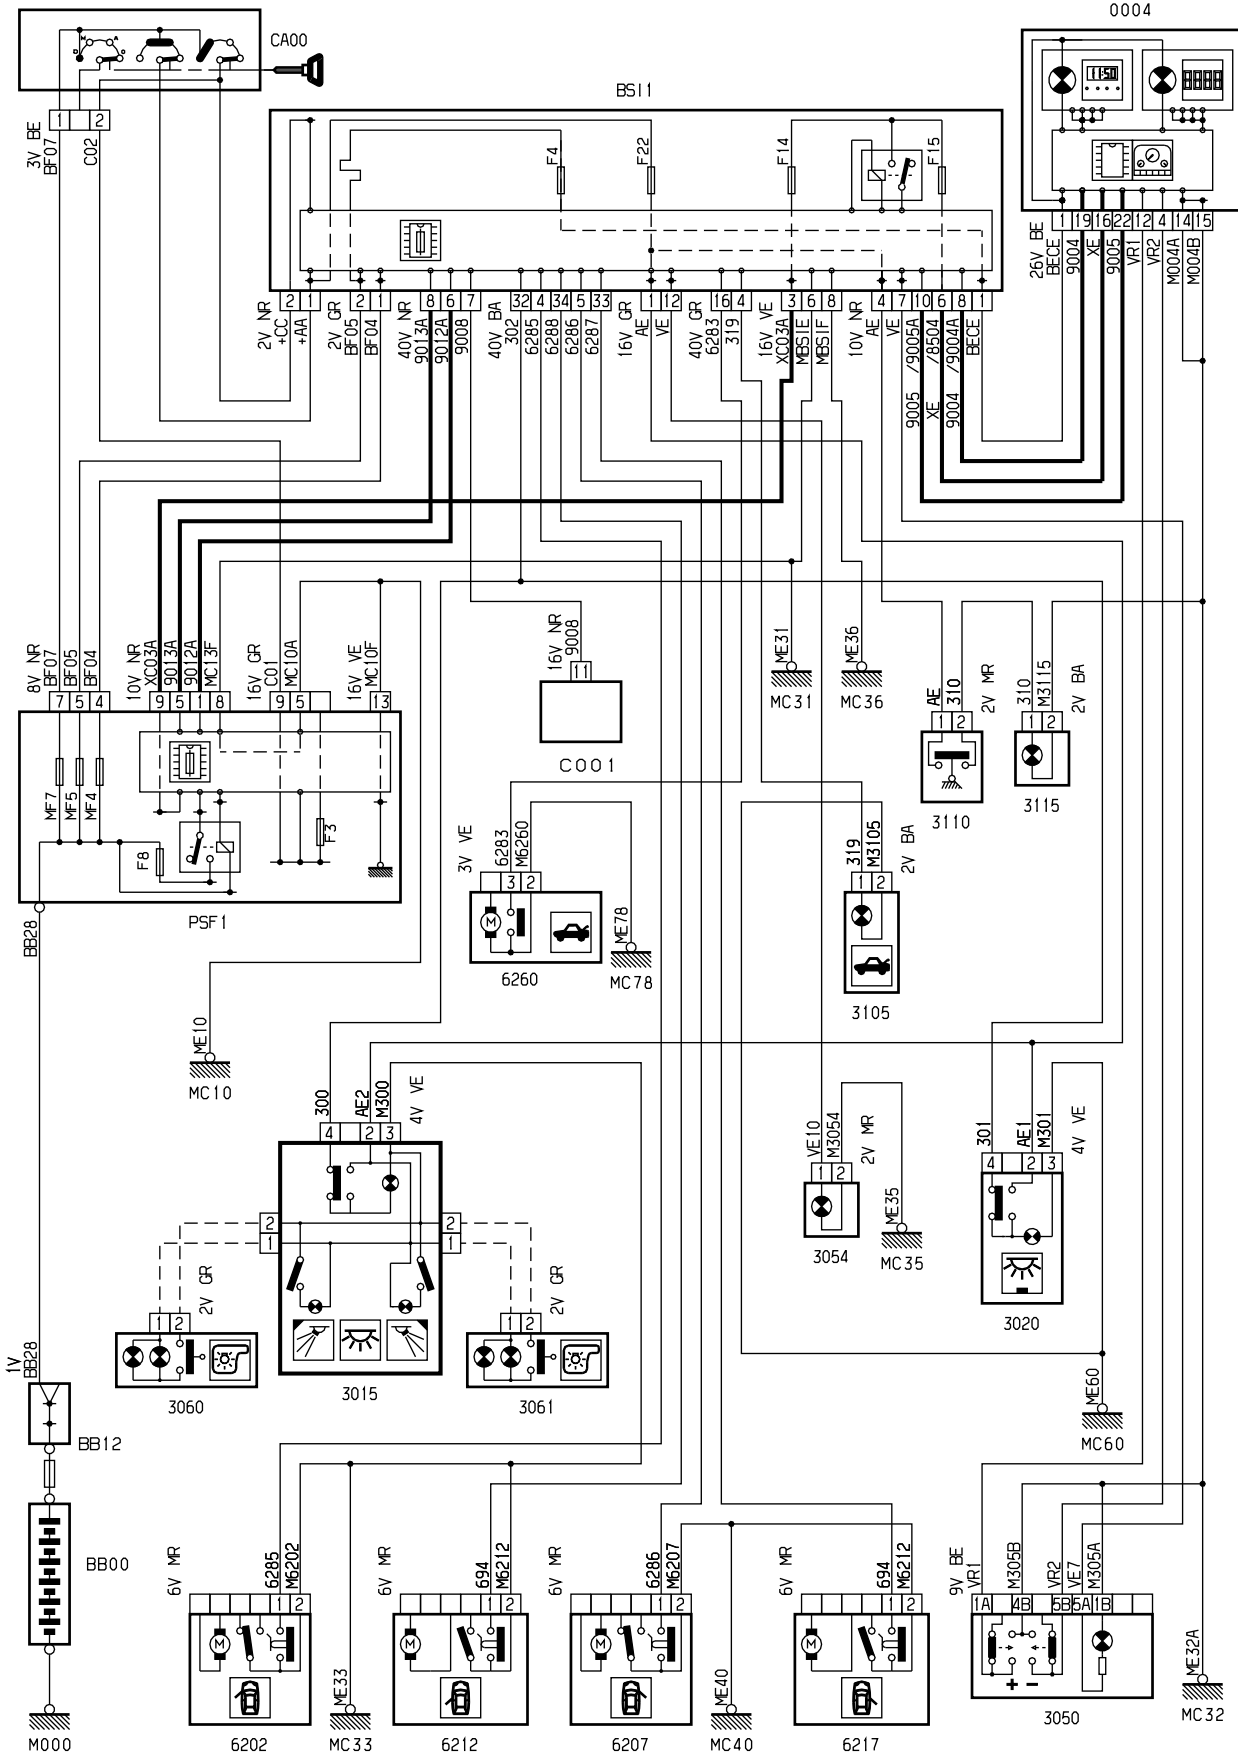 0004
CA00
N
A
D
C
BSI1
11:50
8888
1
2
3V BE
BF07
C02
F4
F22
F14
F15
26V BE
1
19
16
22
12
4
14
15
BECE
9004
XE
9005
VR1
VR2
M004A
M004B
2
1
2
1
8
6
7
32
4
34
5
33
1
12
16
4
3
6
8
4
7
10
6
8
1
2V NR
+CC
+AA
2V GR
BF05
BF04
40V NR
9013A
9012A
9008
40V BA
302
6285
6288
6286
6287
16V GR
AE
VE
40V GR
6283
319
16V VE
XC03A
MBSIE
MBSIF
10V NR
AE
VE
9005 /9005A
XE /8504
9004 /9004A
BECE
8V NR
BF07
BF05
BF04
10V NR
XC03A
9013A
9012A
MC13F
16V GR
C01
MC10A
16V VE
MC10F
7
5
4
9
5
1
8
9
5
13
MF7
MF5
MF4
F8
F3
PSF1
BB28
16V NR
9008
11
C001
ME31
MC31
ME36
MC36
AE
310
2V MR
1
2
3110
310
M3115
2V BA
1
2
3115
3V VE
6283
M6260
3
2
M
6260
ME78
MC78
319
M3105
2V BA
1
2
3105
ME10
MC10
300
AE2
M300
4V VE
4
2
3
2
1
2
1
3015
2V GR
1
2
3060
2V GR
1
2
3061
VE10
M3054
2V MR
1
2
3054
ME35
MC35
301
AE1
M301
4V VE
4
2
3
3020
ME60
MC60
1V
BB28
BB12
BB00
M000
6V MR
6285
M6202
1
2
M
6202
ME33
MC33
6V MR
694
M6212
1
2
M
6212
6V MR
6286
M6207
1
2
M
6207
ME40
MC40
6V MR
694
M6212
1
2
M
6217
9V BE
VR1
M305B
VR2
VE7
M305A
1A
4B
5B
5A
1B
+ −
3050
ME32A
MC32